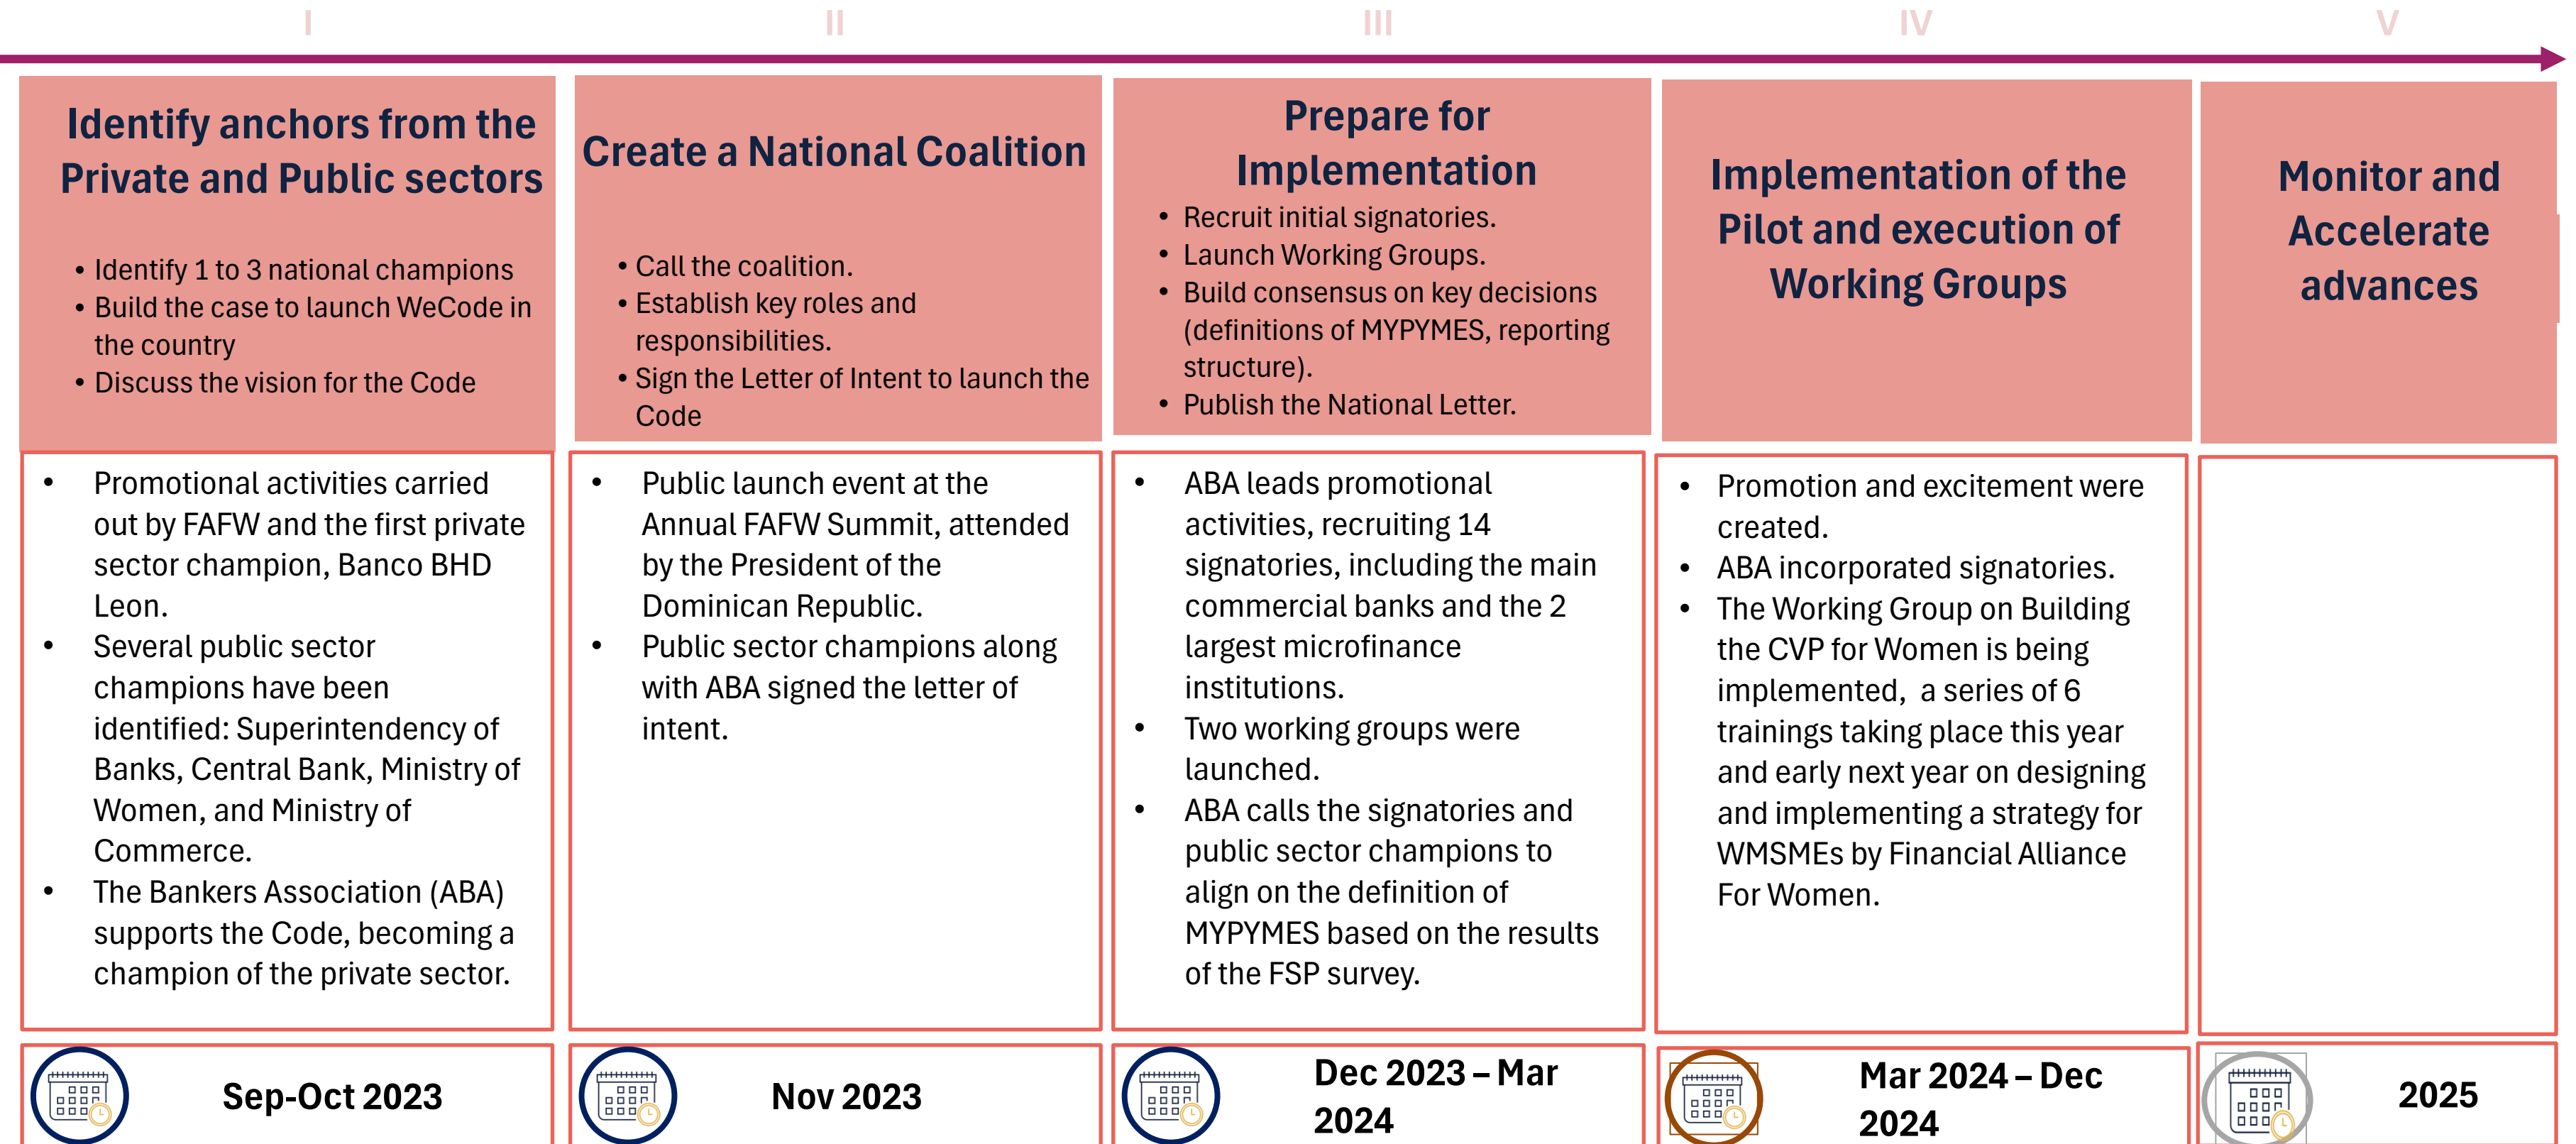 I
II
III
IV
V
Identify anchors from the
Private and Public sectors
• Identify 1 to 3 national champions
• Build the case to launch WeCode in
the country
• Discuss the vision for the Code
Create a National Coalition
• Call the coalition.
• Establish key roles and
responsibilities.
• Sign the Letter of Intent to launch the
Code
Prepare for
Implementation
• Recruit initial signatories.
• Launch Working Groups.
• Build consensus on key decisions
(definitions of MYPYMES, reporting
structure).
• Publish the National Letter.
Implementation of the
Pilot and execution of
Working Groups
Monitor and
Accelerate
advances
• Promotional activities carried
out by FAFW and the first private
sector champion, Banco BHD
Leon.
• Several public sector
champions have been
identified: Superintendency of
Banks, Central Bank, Ministry of
Women, and Ministry of
Commerce.
• The Bankers Association (ABA)
supports the Code, becoming a
champion of the private sector.
• Public launch event at the
Annual FAFW Summit, attended
by the President of the
Dominican Republic.
• Public sector champions along
with ABA signed the letter of
intent.
• ABA leads promotional
activities, recruiting 14
signatories, including the main
commercial banks and the 2
largest microfinance
institutions.
• Two working groups were
launched.
• ABA calls the signatories and
public sector champions to
align on the definition of
MYPYMES based on the results
of the FSP survey.
• Promotion and excitement were
created.
• ABA incorporated signatories.
• The Working Group on Building
the CVP for Women is being
implemented, a series of 6
trainings taking place this year
and early next year on designing
and implementing a strategy for
WMSMEs by Financial Alliance
For Women.
Sep-Oct 2023
Nov 2023
Dec 2023 – Mar
2024
Mar 2024 – Dec
2024
2025